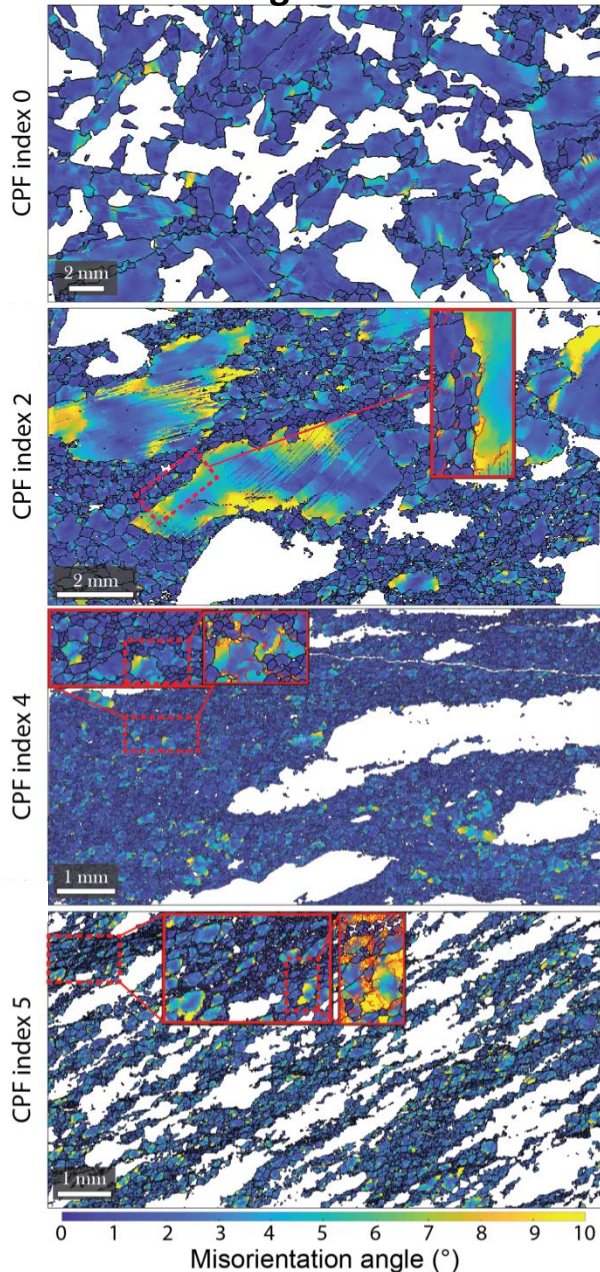 CPF index 0
2 mm
CPF index 2
2 mm
CPF index 4
1 mm
CPF index 5
1 mm
0 1 2 3 4 5 6 7 8 9 10
Misorientation angle (°)